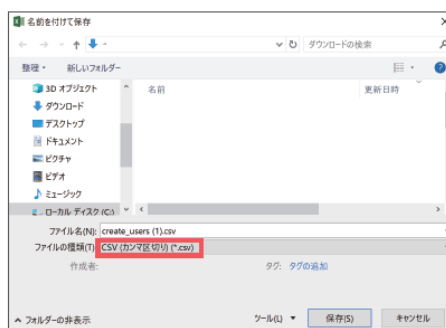 名前を付けて保存
ダウンロードの検索
整理 新しいフォルダー
名前 更新日時
3D オブジェクト
ダウンロード
デスクトップ
ドキュメント
ピクチャ
ビデオ
ミュージック
ローカル ディスク (C:)
ファイル名(N): create_users (1).csv
ファイルの種類(T): CSV (カンマ区切り) (*.csv)
作成者: タグ: タグの追加
フォルダーの非表示 ツール(L) 保存(S) キャンセル